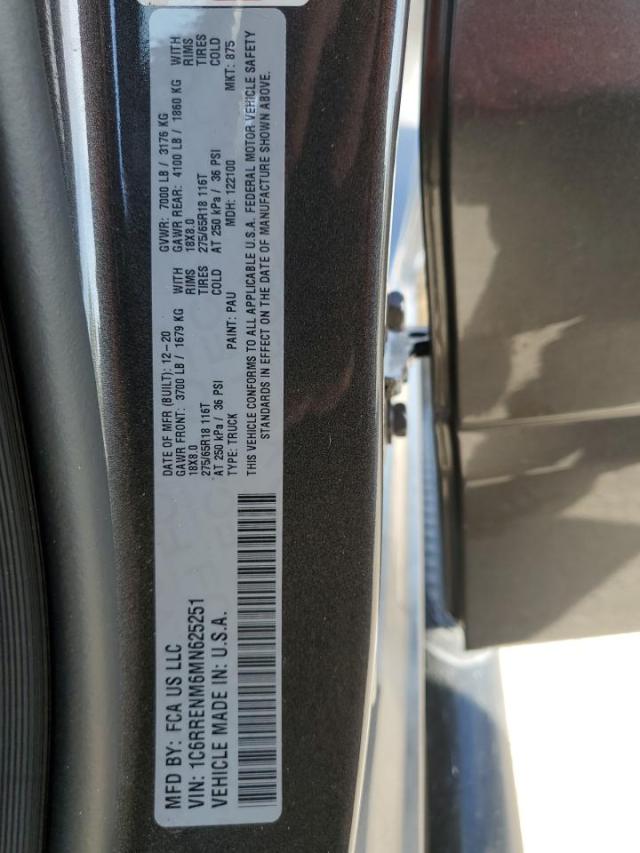 MFD BY: FCA US LLC
VIN: 1C6RRENM6MN625251
VEHICLE MADE IN: U.S.A.
DATE OF MFR (BUILT): 12-20
GVWR: 7000 LB / 3176 KG
GAWR FRONT: 3700 LB / 1679 KG WITH
GAWR REAR: 4100 LB / 1860 KG WITH
18X8.0 RIMS
18X8.0 RIMS
275/65R18 116T TIRES
275/65R18 116T TIRES
AT 250 kPa / 36 PSI COLD
AT 250 kPa / 36 PSI COLD
TYPE: TRUCK PAINT: PAU MDH: 122100 MKT: 875
THIS VEHICLE CONFORMS TO ALL APPLICABLE U.S.A. FEDERAL MOTOR VEHICLE SAFETY
STANDARDS IN EFFECT ON THE DATE OF MANUFACTURE SHOWN ABOVE.